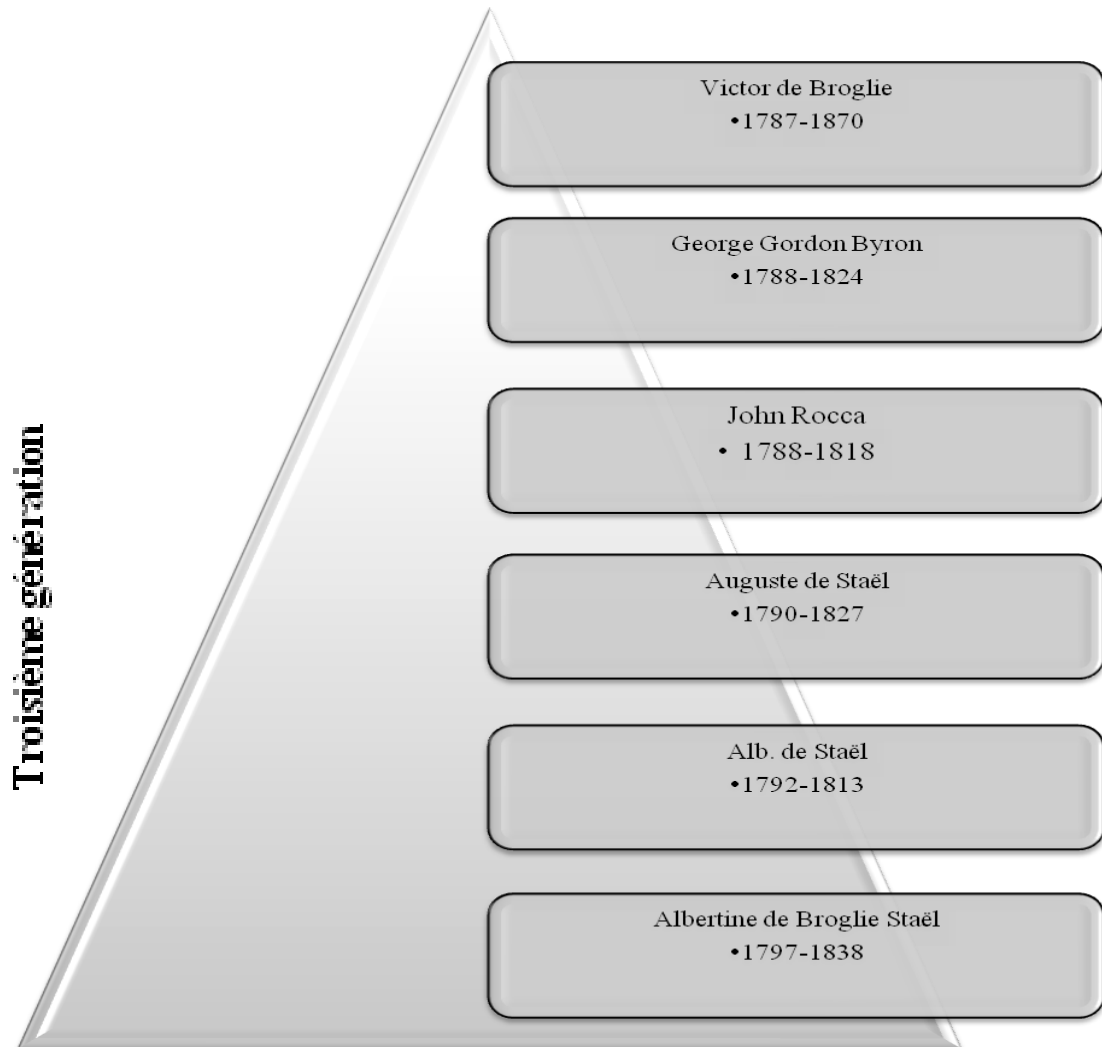 Troisième génération
Victor de Broglie
•1787-1870
George Gordon Byron
•1788-1824
John Rocca
• 1788-1818
Auguste de Staël
•1790-1827
Alb. de Staël
•1792-1813
Albertine de Broglie Staël
•1797-1838